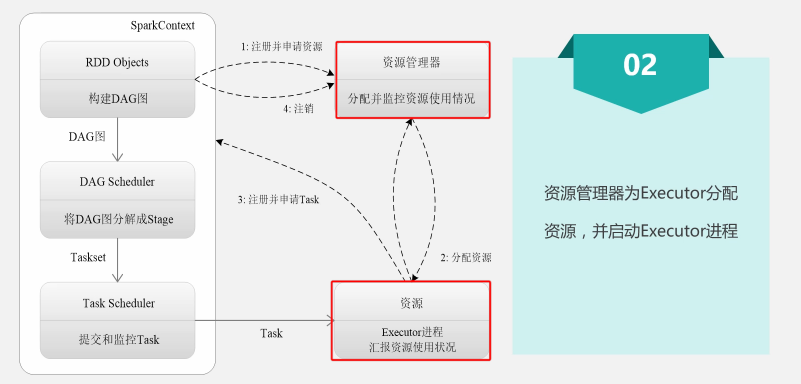 SparkContext
RDD Objects
构建DAG图
DAG图
DAG Scheduler
将DAG图分解成Stage
Taskset
Task Scheduler
提交和监控Task
1: 注册并申请资源
4: 注销
资源管理器
分配并监控资源使用情况
3: 注册并申请Task
2: 分配资源
Task
资源
Executor进程
汇报资源使用状况
02
资源管理器为Executor分配
资源，并启动Executor进程